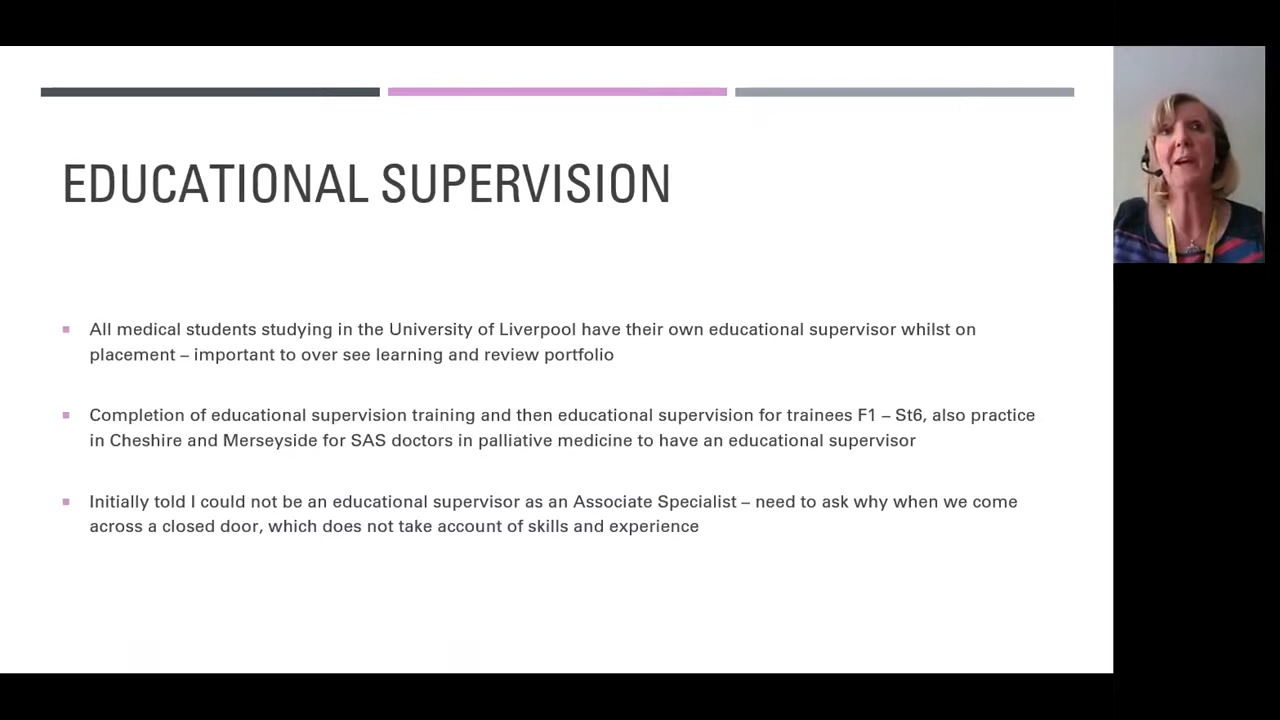 EDUCATIONAL SUPERVISION
All medical students studying in the University of Liverpool have their own educational supervisor whilst on
placement – important to over see learning and review portfolio
Completion of educational supervision training and then educational supervision for trainees F1 – St6, also practice
in Cheshire and Merseyside for SAS doctors in palliative medicine to have an educational supervisor
Initially told I could not be an educational supervisor as an Associate Specialist – need to ask why when we come
across a closed door, which does not take account of skills and experience